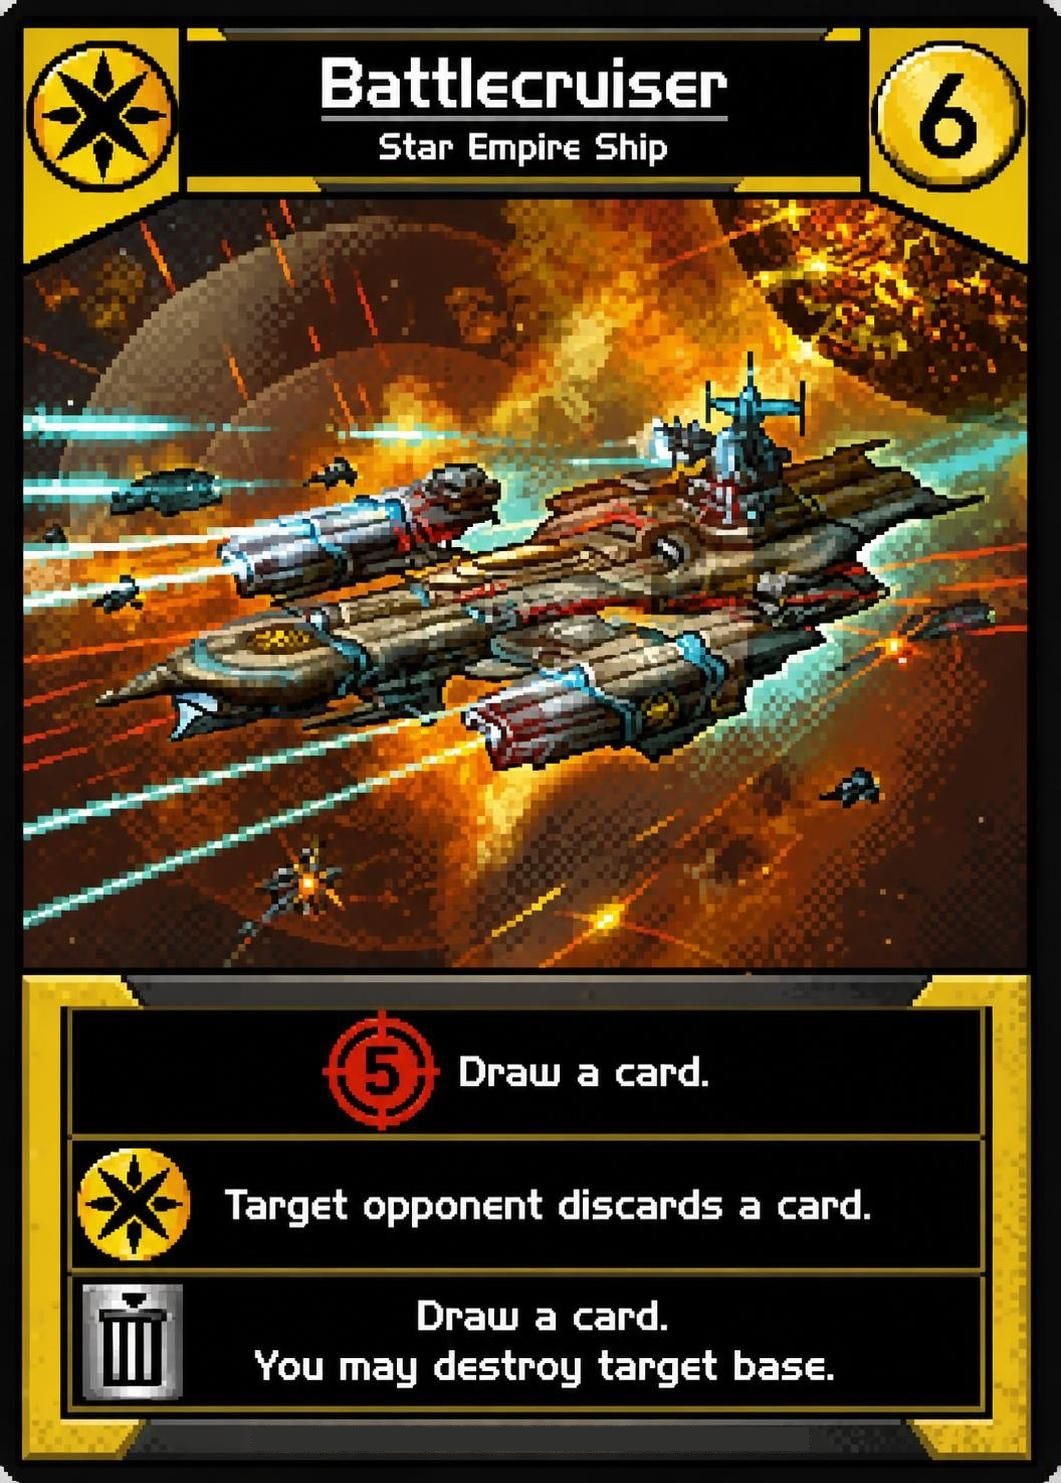 Battlecruiser
6
Star Empire Ship
5 Draw a card.
Target opponent discards a card.
Draw a card.
You may destroy target base.